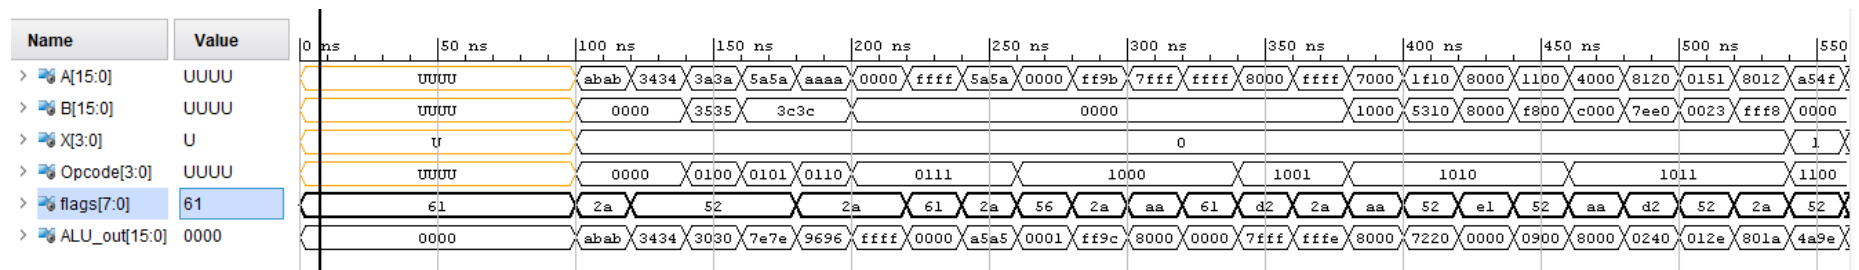 Name Value 0 ns 50 ns 100 ns 150 ns 200 ns 250 ns 300 ns 350 ns 400 ns 450 ns 500 ns 550
A[15:0] UUUU UUUU abab 3434 3a3a 5a5a aaaa 0000 ffff 5a5a 0000 ff9b 7fff ffff 8000 ffff 7000 1f10 8000 1100 4000 8120 0151 8012 a54f
B[15:0] UUUU UUUU 0000 3535 3c3c 0000 1000 5310 8000 f800 c000 7ee0 0023 fff8 0000
X[3:0] U U 0 1
Opcode[3:0] UUUU UUUU 0000 0100 0101 0110 0111 1000 1001 1010 1011 1100
flags[7:0] 61 61 2a 52 2a 61 2a 56 2a aa 61 d2 2a aa 52 e1 52 aa d2 52 2a 52
ALU_out[15:0] 0000 0000 abab 3434 3030 7e7e 9696 ffff 0000 a5a5 0001 ff9c 8000 0000 7fff fffe 8000 7220 0000 0900 8000 0240 012e 801a 4a9e